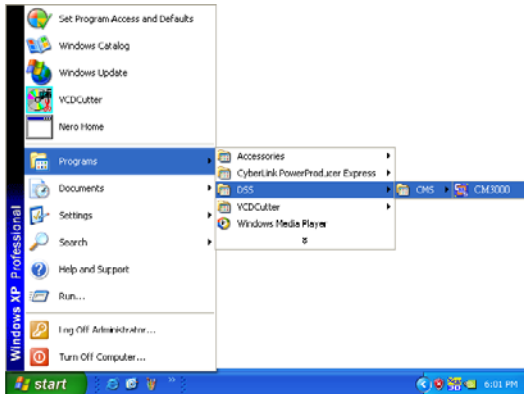 Set Program Access and Defaults
Windows Catalog
Windows Update
VCDCutter
Nero Home
Programs
Documents
Settings
Search
Help and Support
Run...
Log Off Administrator...
Turn Off Computer...
Windows XP Professional
Accessories
CyberLink PowerProducer Express
DSS
VCDCutter
Windows Media Player
CMS
CM3000
start
6:01 PM